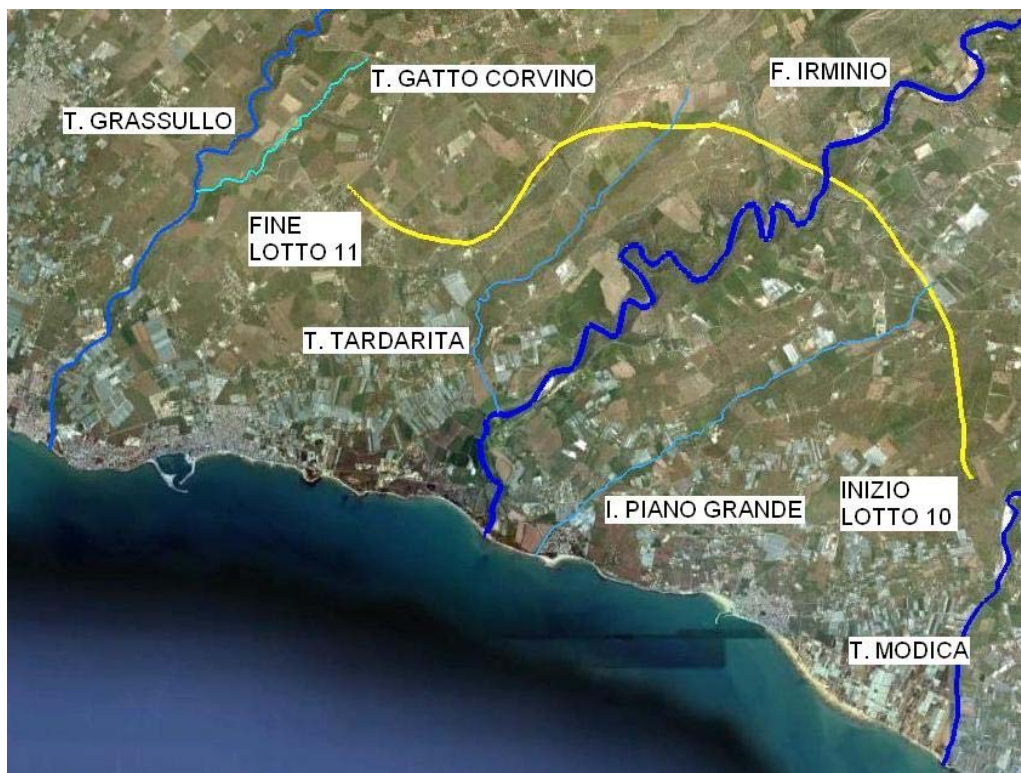 T. GATTO CORVINO
F. IRMINIO
T. GRASSULLO
FINE
LOTTO 11
T. TARDARITA
INIZIO
LOTTO 10
I. PIANO GRANDE
T. MODICA